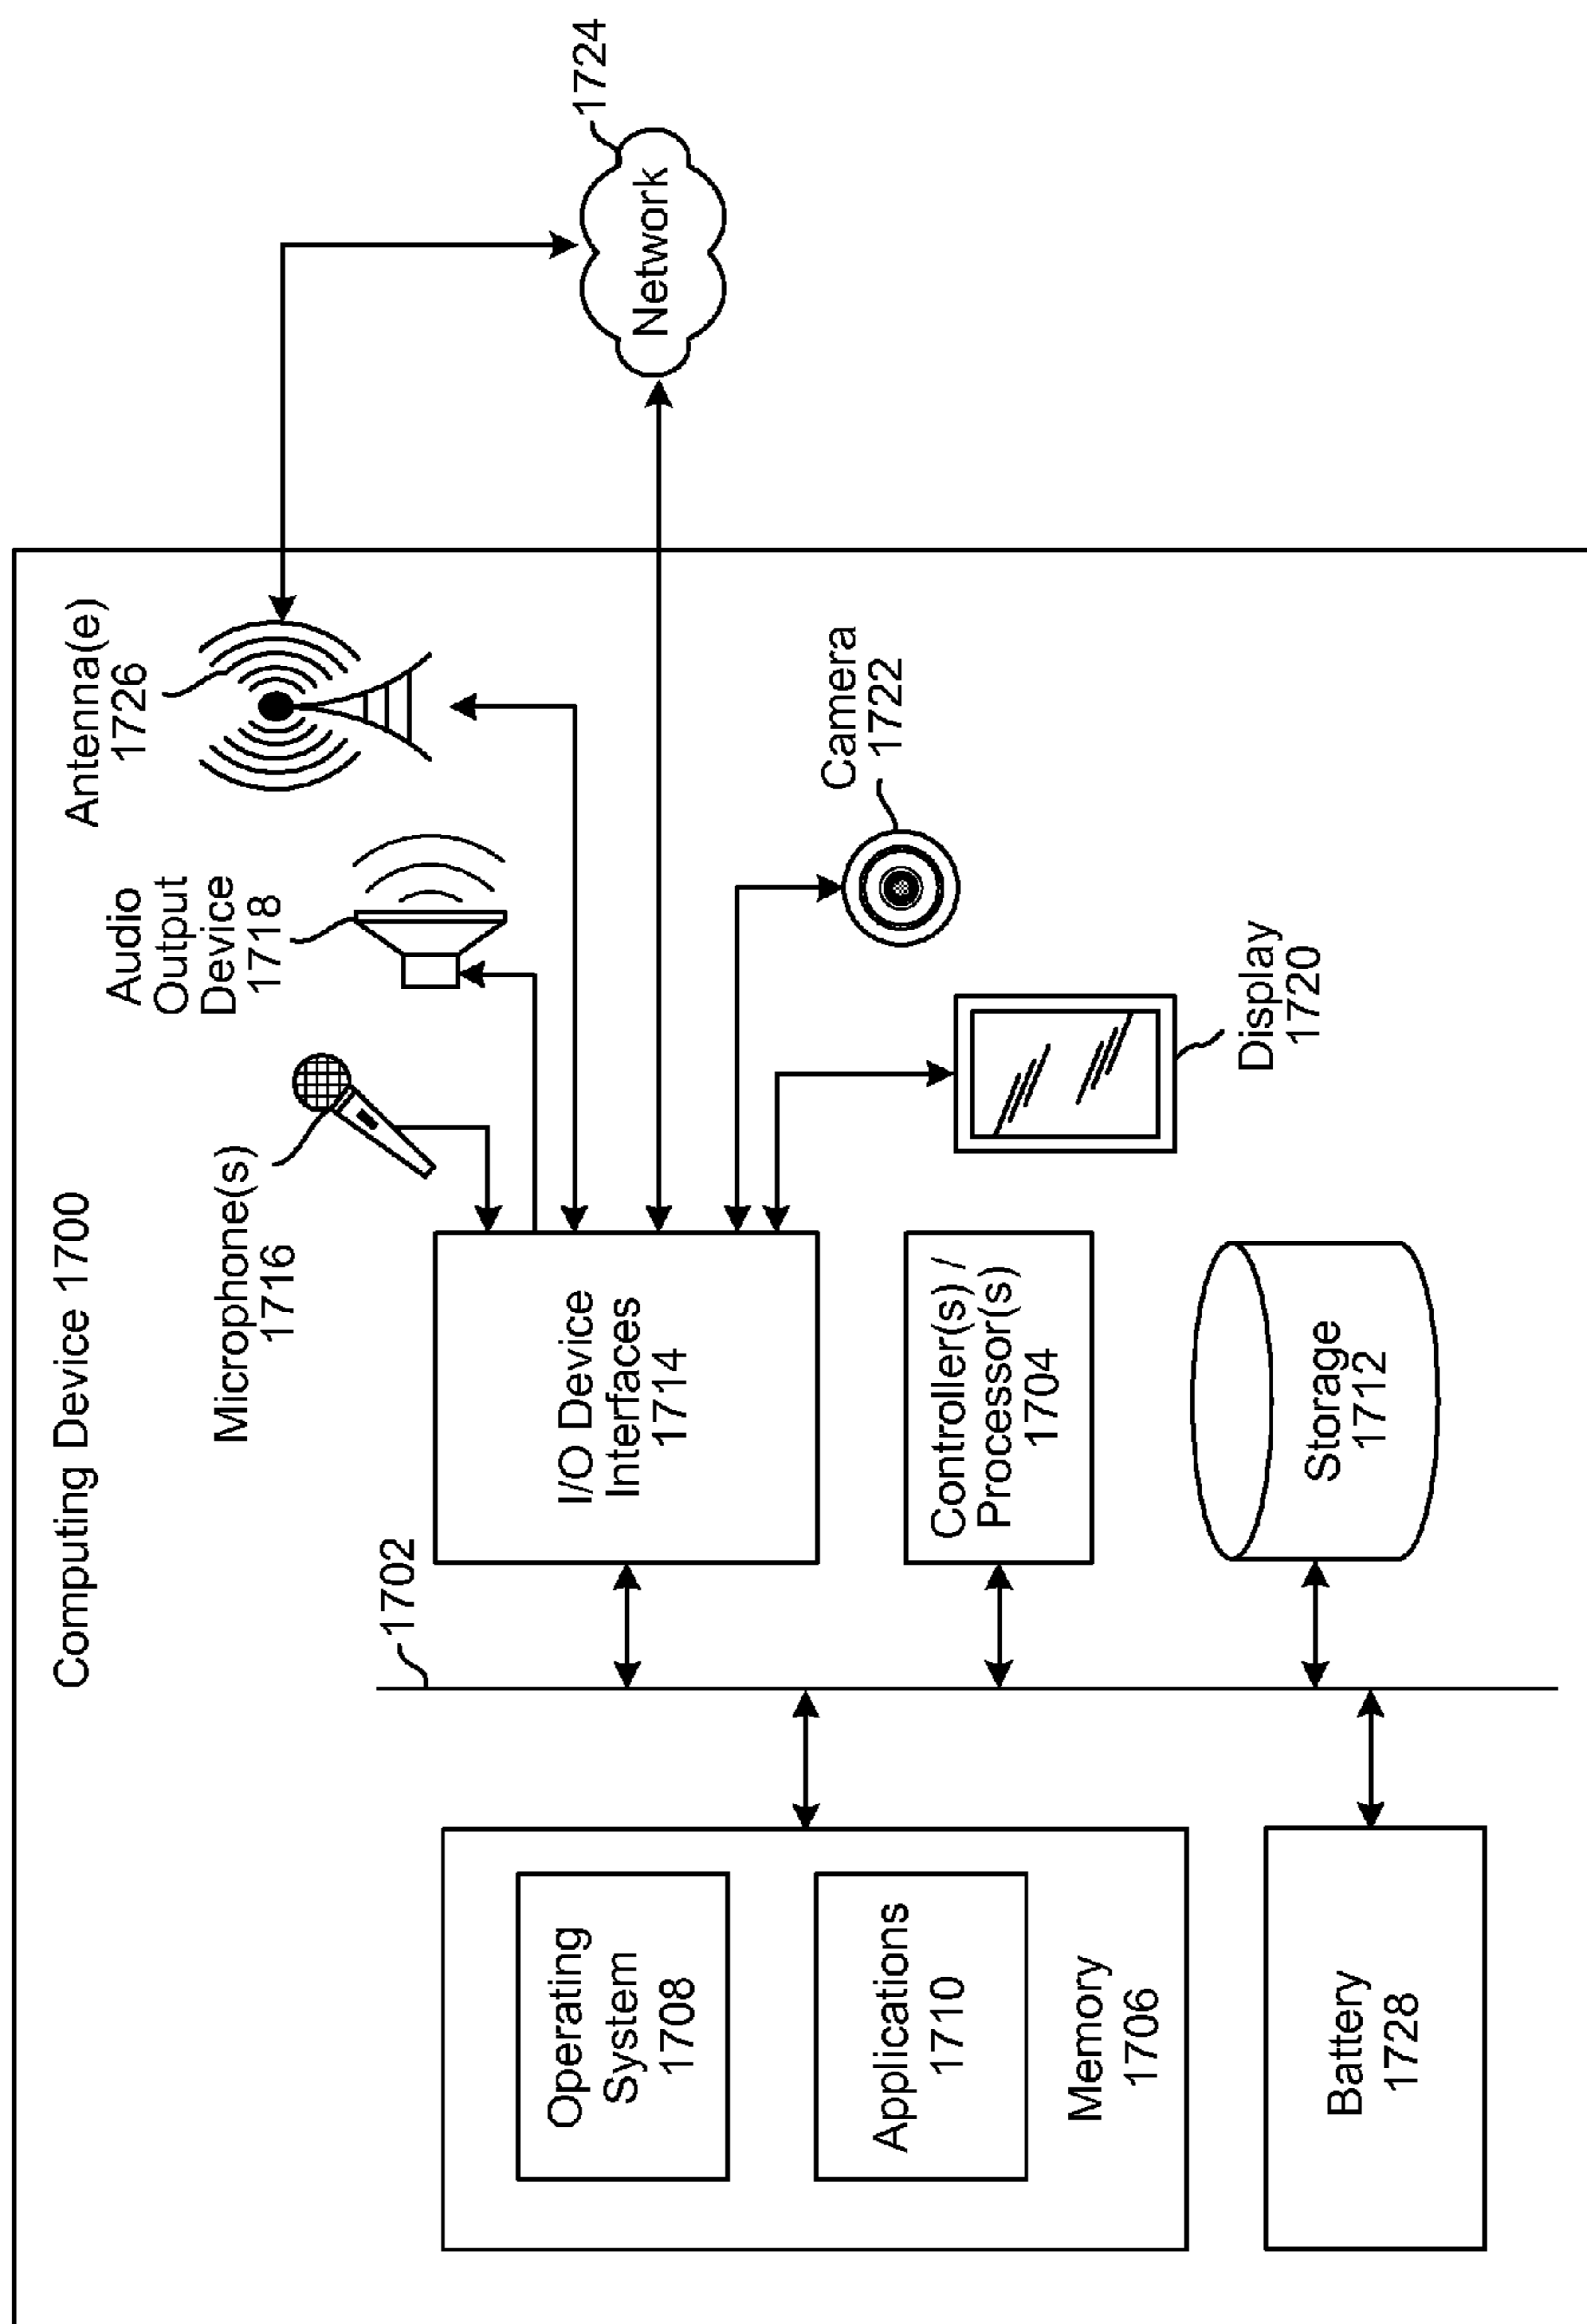 Computing Device 1700
Operating
System
1708
Applications
1710
Memory
1706
Battery
1728
1702
I/O Device
Interfaces
1714
Controller(s) /
Processor(s)
1704
Storage
1712
Microphone(s)
1716
Audio
Output
Device
1718
Antenna(e)
1726
Camera
1722
Display
1720
Network
1724